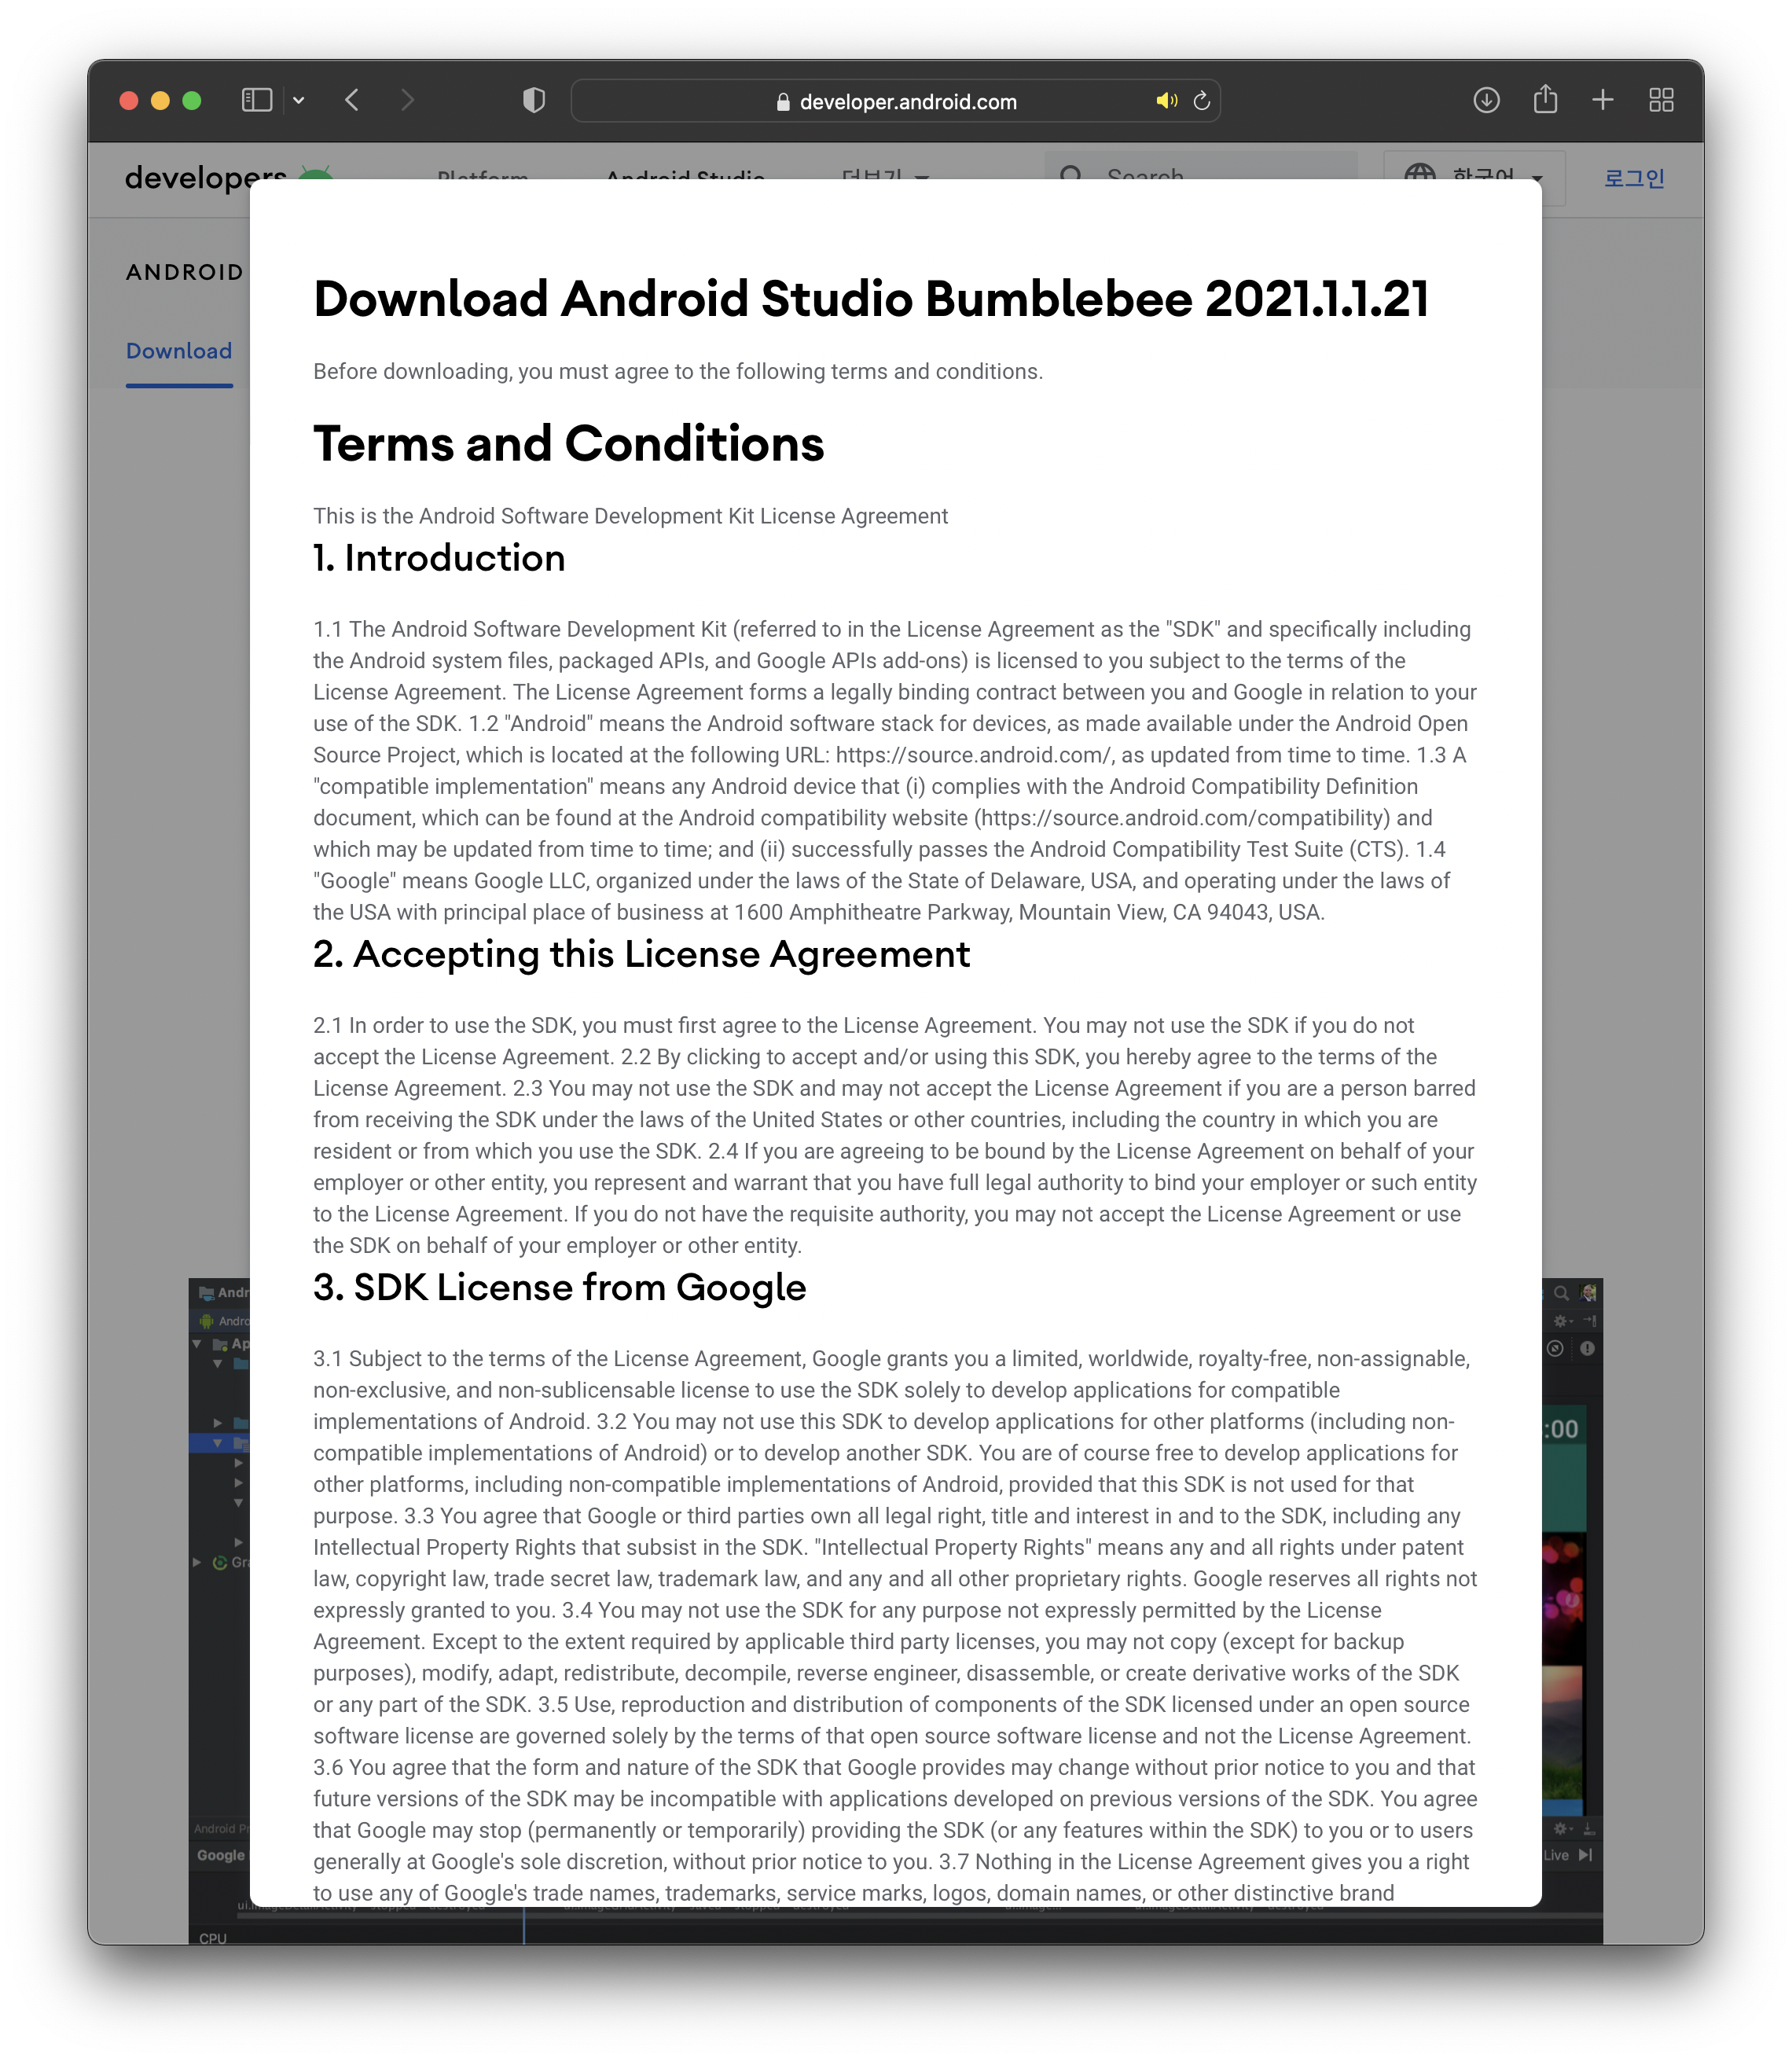 developer.android.com
developers Platform Android Studio 더보기 Search 한국어 로그인
ANDROID
Download
Download Android Studio Bumblebee 2021.1.1.21
Before downloading, you must agree to the following terms and conditions.
Terms and Conditions
This is the Android Software Development Kit License Agreement
1. Introduction
1.1 The Android Software Development Kit (referred to in the License Agreement as the "SDK" and specifically including
the Android system files, packaged APIs, and Google APIs add-ons) is licensed to you subject to the terms of the
License Agreement. The License Agreement forms a legally binding contract between you and Google in relation to your
use of the SDK. 1.2 "Android" means the Android software stack for devices, as made available under the Android Open
Source Project, which is located at the following URL: https://source.android.com/, as updated from time to time. 1.3 A
"compatible implementation" means any Android device that (i) complies with the Android Compatibility Definition
document, which can be found at the Android compatibility website (https://source.android.com/compatibility) and
which may be updated from time to time; and (ii) successfully passes the Android Compatibility Test Suite (CTS). 1.4
"Google" means Google LLC, organized under the laws of the State of Delaware, USA, and operating under the laws of
the USA with principal place of business at 1600 Amphitheatre Parkway, Mountain View, CA 94043, USA.
2. Accepting this License Agreement
2.1 In order to use the SDK, you must first agree to the License Agreement. You may not use the SDK if you do not
accept the License Agreement. 2.2 By clicking to accept and/or using this SDK, you hereby agree to the terms of the
License Agreement. 2.3 You may not use the SDK and may not accept the License Agreement if you are a person barred
from receiving the SDK under the laws of the United States or other countries, including the country in which you are
resident or from which you use the SDK. 2.4 If you are agreeing to be bound by the License Agreement on behalf of your
employer or other entity, you represent and warrant that you have full legal authority to bind your employer or such entity
to the License Agreement. If you do not have the requisite authority, you may not accept the License Agreement or use
the SDK on behalf of your employer or other entity.
3. SDK License from Google
3.1 Subject to the terms of the License Agreement, Google grants you a limited, worldwide, royalty-free, non-assignable,
non-exclusive, and non-sublicensable license to use the SDK solely to develop applications for compatible
implementations of Android. 3.2 You may not use this SDK to develop applications for other platforms (including non-
compatible implementations of Android) or to develop another SDK. You are of course free to develop applications for
other platforms, including non-compatible implementations of Android, provided that this SDK is not used for that
purpose. 3.3 You agree that Google or third parties own all legal right, title and interest in and to the SDK, including any
Intellectual Property Rights that subsist in the SDK. "Intellectual Property Rights" means any and all rights under patent
law, copyright law, trade secret law, trademark law, and any and all other proprietary rights. Google reserves all rights not
expressly granted to you. 3.4 You may not use the SDK for any purpose not expressly permitted by the License
Agreement. Except to the extent required by applicable third party licenses, you may not copy (except for backup
purposes), modify, adapt, redistribute, decompile, reverse engineer, disassemble, or create derivative works of the SDK
or any part of the SDK. 3.5 Use, reproduction and distribution of components of the SDK licensed under an open source
software license are governed solely by the terms of that open source software license and not the License Agreement.
3.6 You agree that the form and nature of the SDK that Google provides may change without prior notice to you and that
future versions of the SDK may be incompatible with applications developed on previous versions of the SDK. You agree
that Google may stop (permanently or temporarily) providing the SDK (or any features within the SDK) to you or to users
generally at Google's sole discretion, without prior notice to you. 3.7 Nothing in the License Agreement gives you a right
to use any of Google's trade names, trademarks, service marks, logos, domain names, or other distinctive brand
Andr
Andro
Ap
Gra
:00
Android Pr
Google
Live
CPU